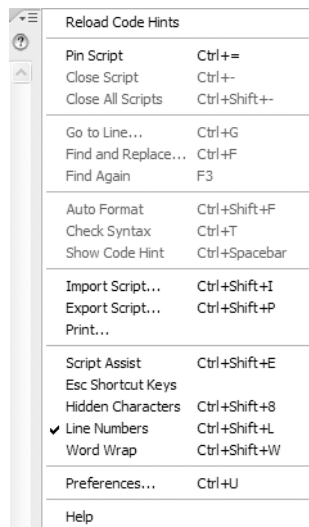 Reload Code Hints
Pin Script Ctrl+=
Close Script Ctrl+-
Close All Scripts Ctrl+Shift+-
Go to Line... Ctrl+G
Find and Replace... Ctrl+F
Find Again F3
Auto Format Ctrl+Shift+F
Check Syntax Ctrl+T
Show Code Hint Ctrl+Spacebar
Import Script... Ctrl+Shift+I
Export Script... Ctrl+Shift+P
Print...
Script Assist Ctrl+Shift+E
Esc Shortcut Keys
Hidden Characters Ctrl+Shift+8
Line Numbers Ctrl+Shift+L
Word Wrap Ctrl+Shift+W
Preferences... Ctrl+U
Help